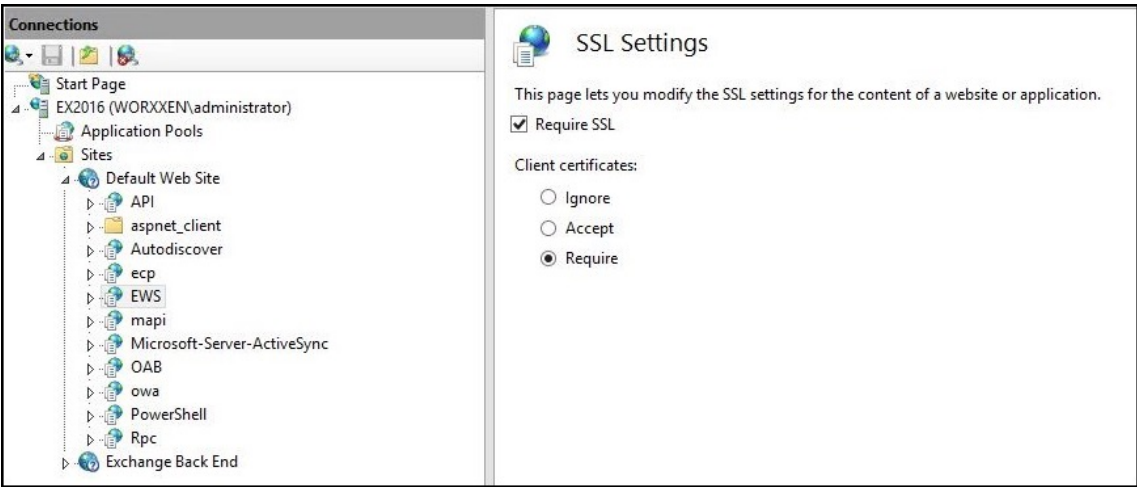 Connections
Start Page
EX2016 (WORXXEN\administrator)
Application Pools
Sites
Default Web Site
API
aspnet_client
Autodiscover
ecp
EWS
mapi
Microsoft-Server-ActiveSync
OAB
owa
PowerShell
Rpc
Exchange Back End
SSL Settings
This page lets you modify the SSL settings for the content of a website or application.
Require SSL
Client certificates:
Ignore
Accept
Require